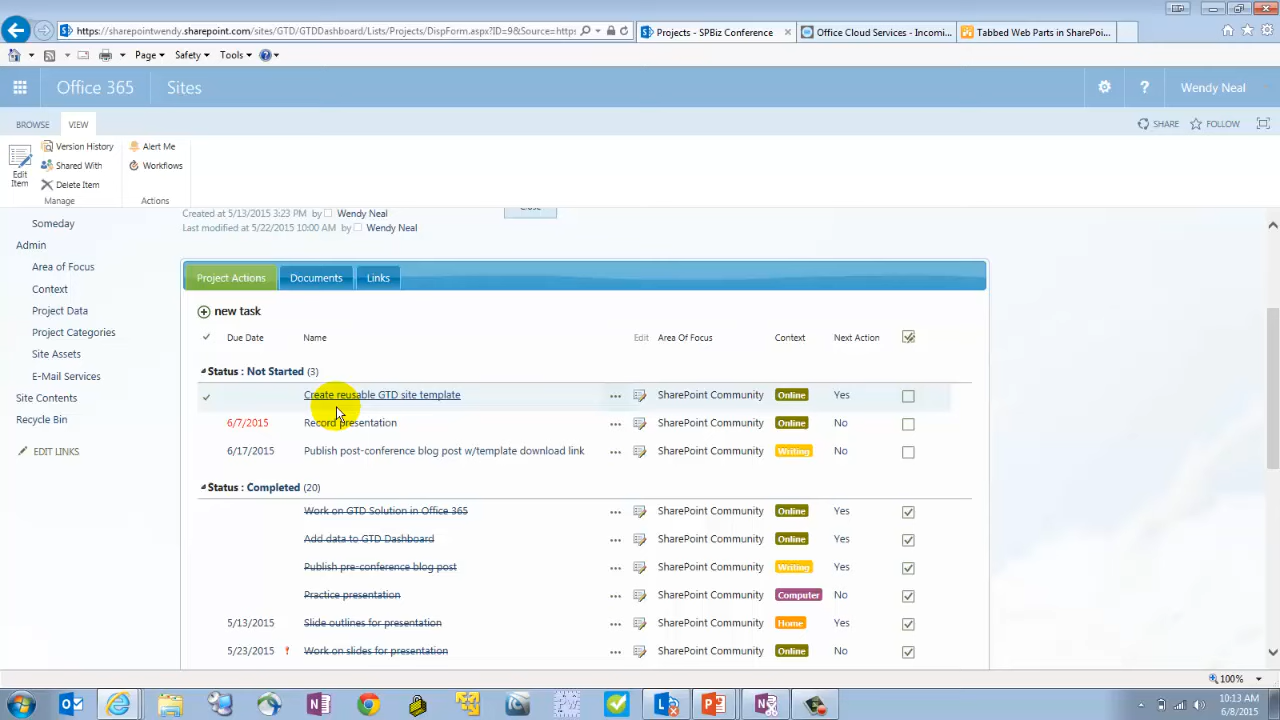 https://sharepointwendy.sharepoint.com/sites/GTD/GTDDashboard/Lists/Projects/DispForm.aspx?ID=9&Source=https
Projects - SPBiz Conference
Office Cloud Services - Incomi...
Tabbed Web Parts in SharePoi...
Page
Safety
Tools
Office 365
Sites
Wendy Neal
BROWSE
VIEW
SHARE
FOLLOW
Edit Item
Version History
Shared With
Delete Item
Manage
Alert Me
Workflows
Actions
Someday
Admin
Area of Focus
Context
Project Data
Project Categories
Site Assets
E-Mail Services
Site Contents
Recycle Bin
EDIT LINKS
Created at 5/13/2015 3:23 PM by Wendy Neal
Last modified at 5/22/2015 10:00 AM by Wendy Neal
Close
Project Actions
Documents
Links
new task
Due Date Name Edit Area Of Focus Context Next Action
Status : Not Started (3)
Create reusable GTD site template ... SharePoint Community Online Yes
6/7/2015 Record presentation ... SharePoint Community Online No
6/17/2015 Publish post-conference blog post w/template download link ... SharePoint Community Writing No
Status : Completed (20)
Work on GTD Solution in Office 365 ... SharePoint Community Online Yes
Add data to GTD Dashboard ... SharePoint Community Online Yes
Publish pre-conference blog post ... SharePoint Community Writing Yes
Practice presentation ... SharePoint Community Computer No
5/13/2015 Slide outlines for presentation ... SharePoint Community Home Yes
5/23/2015 ! Work on slides for presentation ... SharePoint Community Online No
100%
10:13 AM
6/8/2015